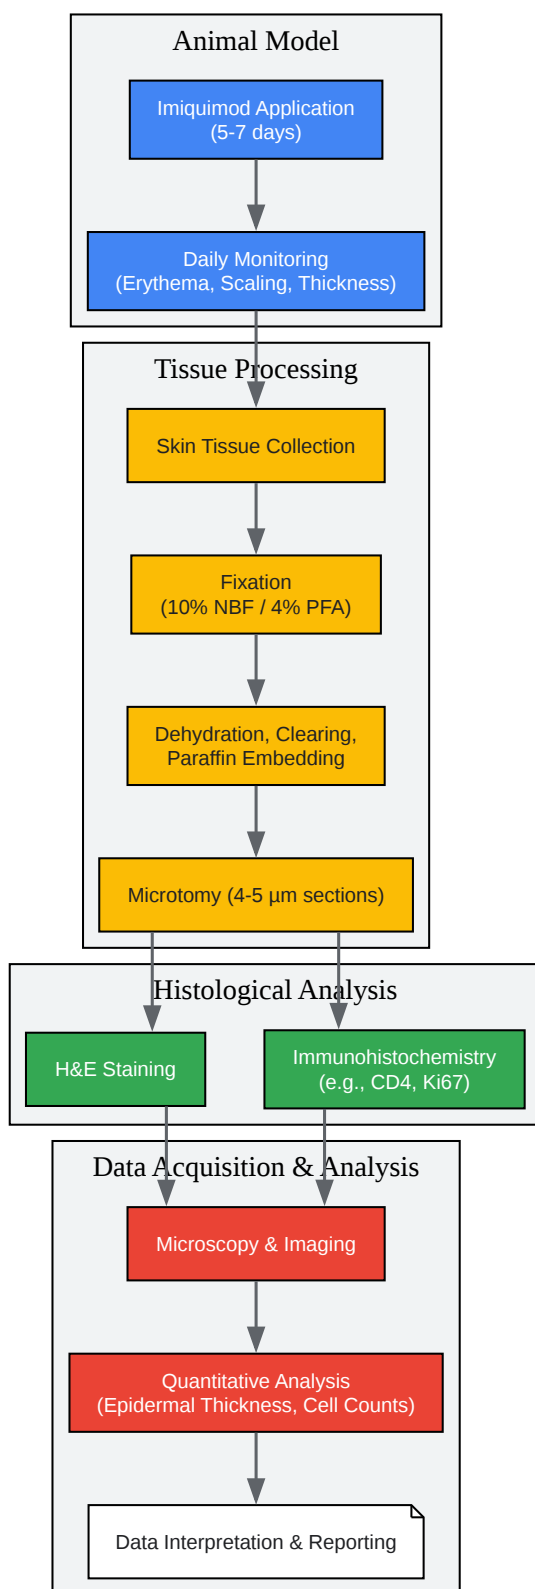 Animal Model
Imiquimod Application
(5-7 days)
Daily Monitoring
(Erythema, Scaling, Thickness)
Tissue Processing
Skin Tissue Collection
Fixation
(10% NBF / 4% PFA)
Dehydration, Clearing,
Paraffin Embedding
Microtomy (4-5 µm sections)
Histological Analysis
H&E Staining
Immunohistochemistry
(e.g., CD4, Ki67)
Data Acquisition & Analysis
Microscopy & Imaging
Quantitative Analysis
(Epidermal Thickness, Cell Counts)
Data Interpretation & Reporting